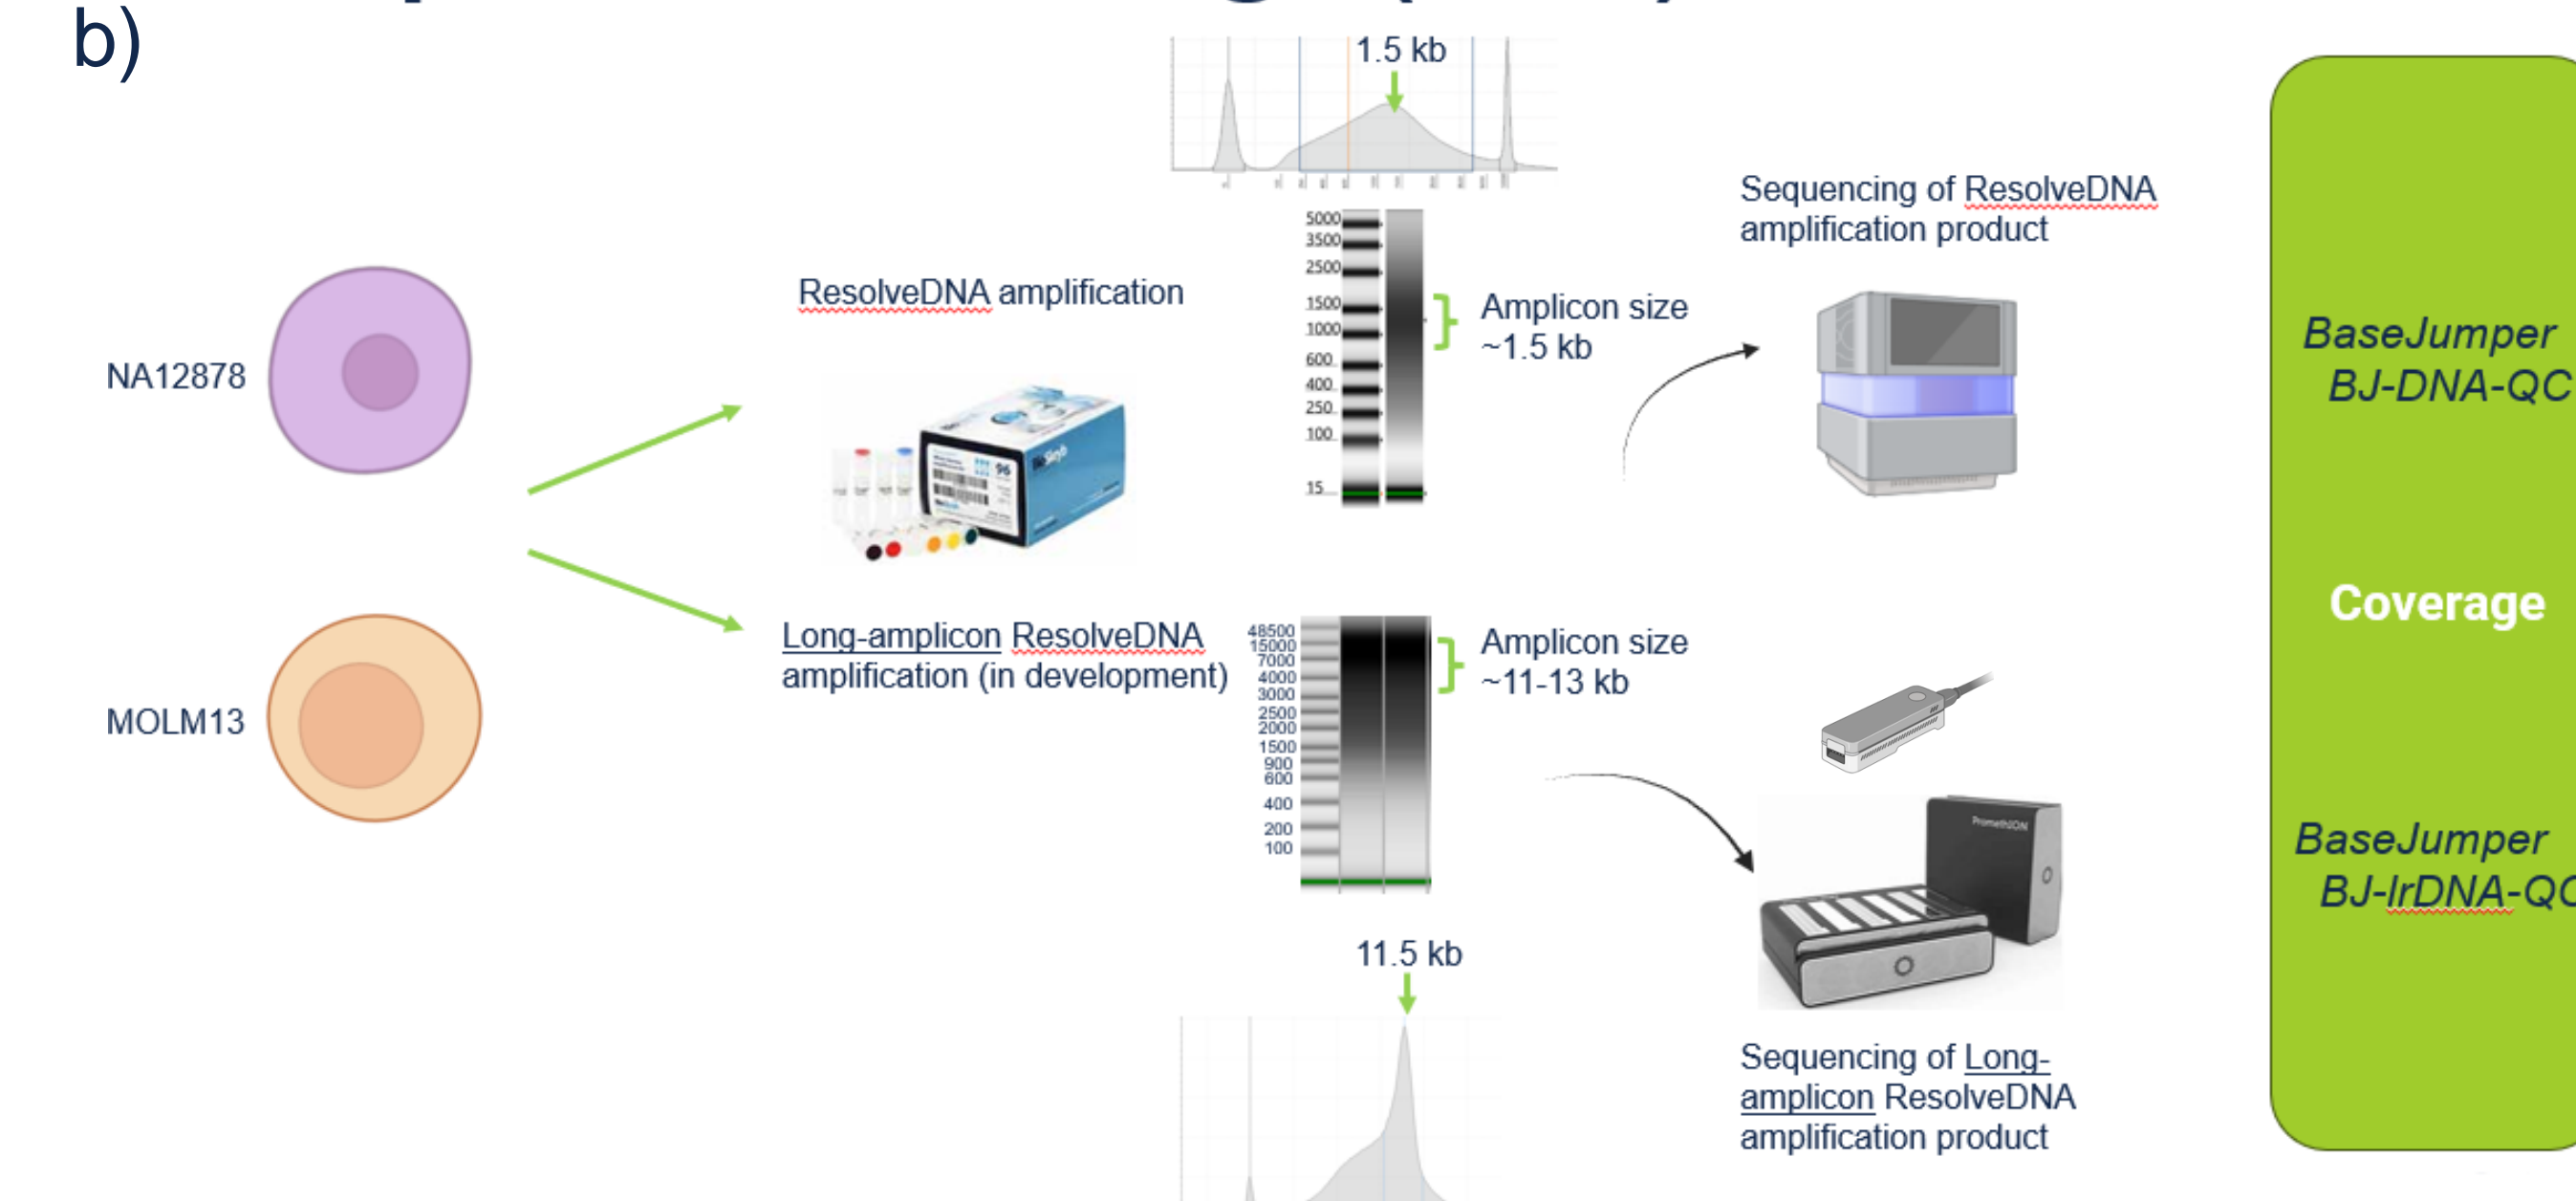 b)
1.5 kb
5000
3500
2500
1500
1000
600
400
250
100
15
Sequencing of ResolveDNA
amplification product
ResolveDNA amplification
Amplicon size
~1.5 kb
NA12878
96
BaseJumper
BJ-DNA-QC
Coverage
Long-amplicon ResolveDNA
amplification (in development)
48500
15000
7000
4000
3000
2500
2000
1500
900
600
400
200
100
Amplicon size
~11-13 kb
MOLM13
PromethION
BaseJumper
BJ-lrDNA-QC
11.5 kb
Sequencing of Long-
amplicon ResolveDNA
amplification product